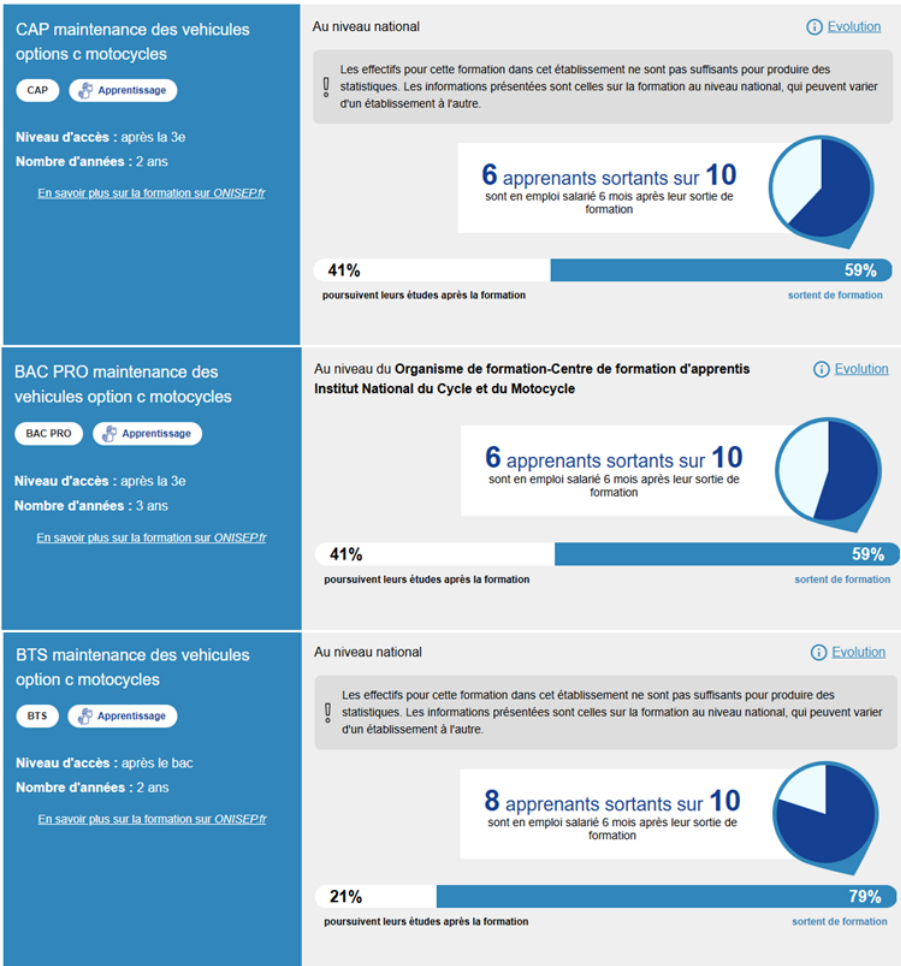 CAP maintenance des vehicules
options c motocycles
CAP
Apprentissage
Niveau d'accès : après la 3e
Nombre d'années : 2 ans
En savoir plus sur la formation sur ONISEP.fr
Au niveau national
Evolution
Les effectifs pour cette formation dans cet établissement ne sont pas suffisants pour produire des
statistiques. Les informations présentées sont celles sur la formation au niveau national, qui peuvent varier
d'un établissement à l'autre.
6 apprenants sortants sur 10
sont en emploi salarié 6 mois après leur sortie de
formation
41%
59%
poursuivent leurs études après la formation
sortent de formation
BAC PRO maintenance des
vehicules option c motocycles
BAC PRO
Apprentissage
Niveau d'accès : après la 3e
Nombre d'années : 3 ans
En savoir plus sur la formation sur ONISEP.fr
Au niveau du Organisme de formation-Centre de formation d'apprentis
Institut National du Cycle et du Motocycle
Evolution
6 apprenants sortants sur 10
sont en emploi salarié 6 mois après leur sortie de
formation
41%
59%
poursuivent leurs études après la formation
sortent de formation
BTS maintenance des vehicules
option c motocycles
BTS
Apprentissage
Niveau d'accès : après le bac
Nombre d'années : 2 ans
En savoir plus sur la formation sur ONISEP.fr
Au niveau national
Evolution
Les effectifs pour cette formation dans cet établissement ne sont pas suffisants pour produire des
statistiques. Les informations présentées sont celles sur la formation au niveau national, qui peuvent varier
d'un établissement à l'autre.
8 apprenants sortants sur 10
sont en emploi salarié 6 mois après leur sortie de
formation
21%
79%
poursuivent leurs études après la formation
sortent de formation